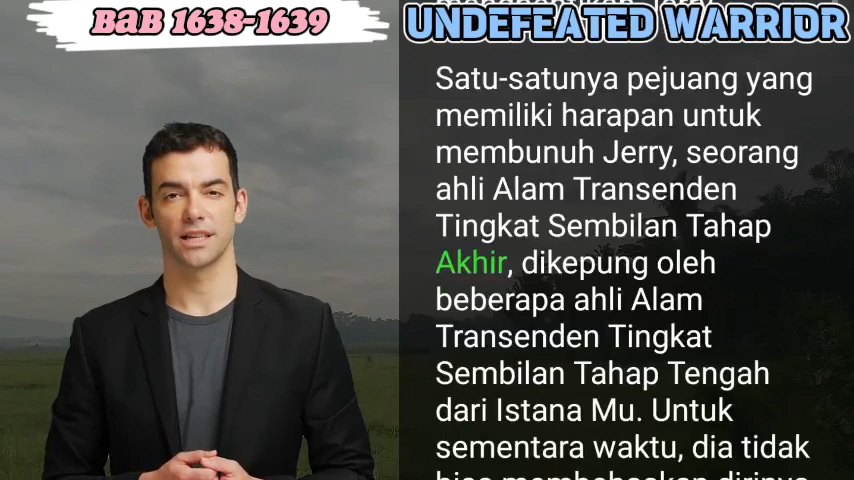 BAB 1638-1639
UNDEFEATED WARRIOR
Satu-satunya pejuang yang
memiliki harapan untuk
membunuh Jerry, seorang
ahli Alam Transenden
Tingkat Sembilan Tahap
Akhir, dikepung oleh
beberapa ahli Alam
Transenden Tingkat
Sembilan Tahap Tengah
dari Istana Mu. Untuk
sementara waktu, dia tidak